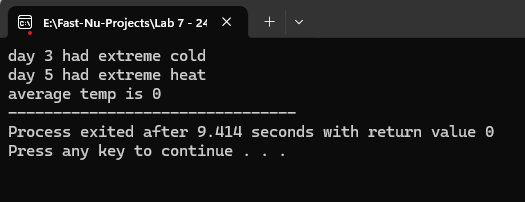 E:\Fast-Nu-Projects\Lab 7 - 24
day 3 had extreme cold
day 5 had extreme heat
average temp is 0
--------------------------------
Process exited after 9.414 seconds with return value 0
Press any key to continue . . .